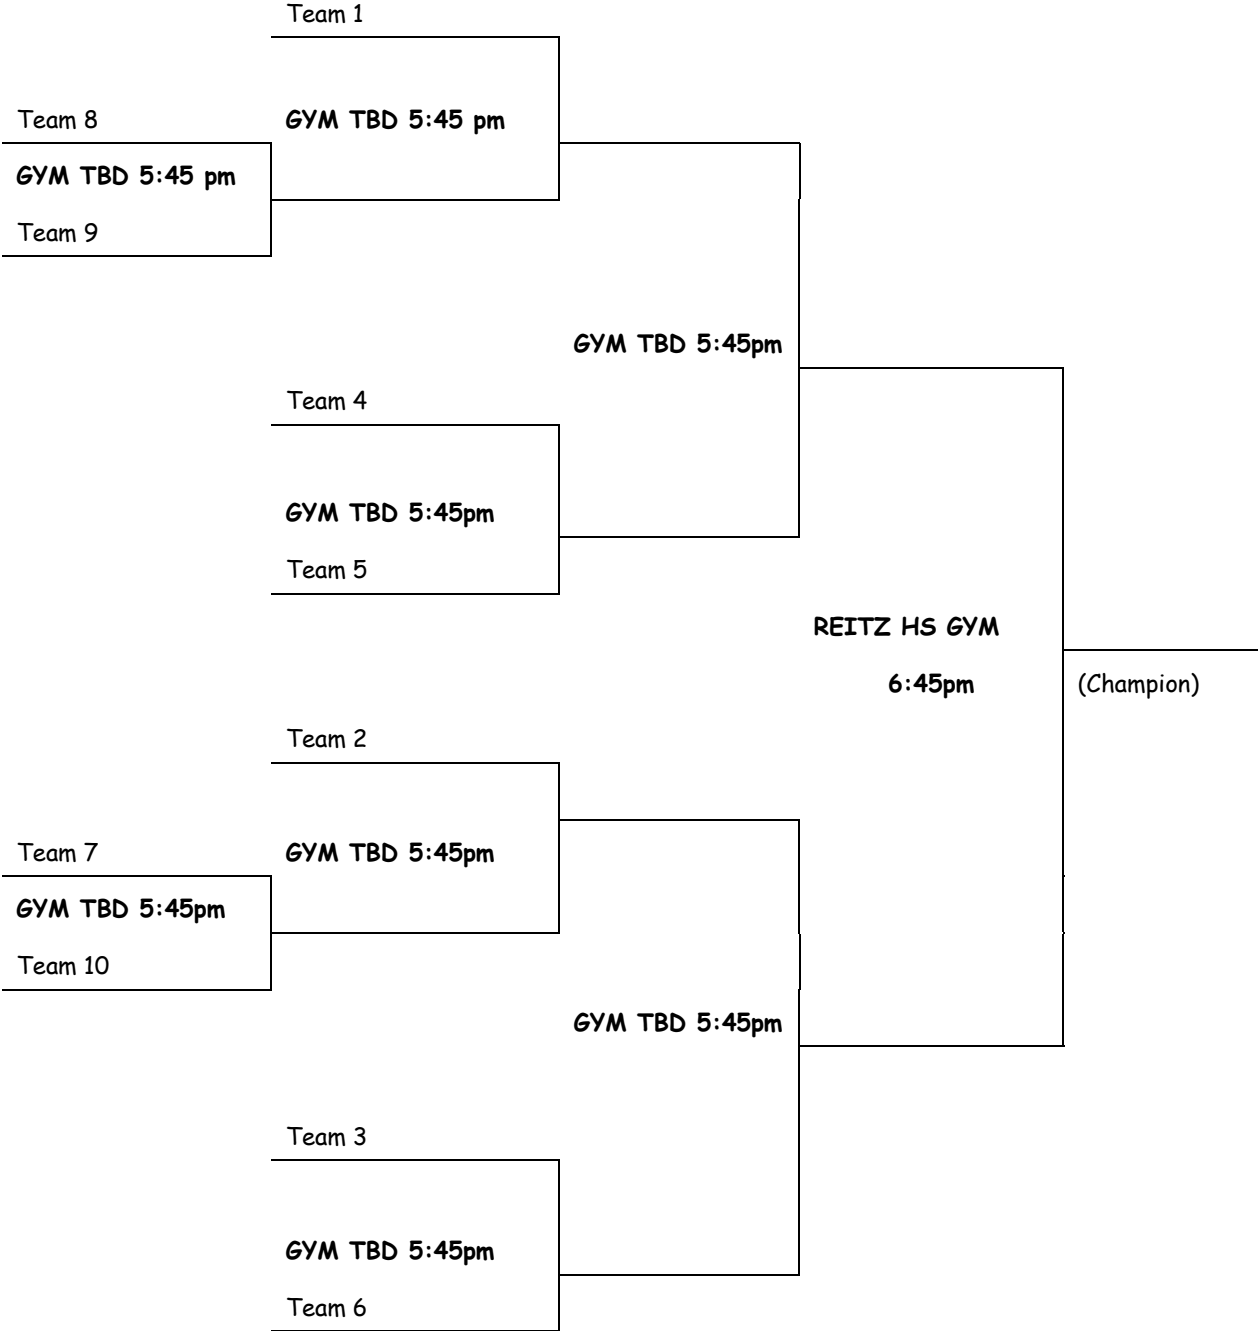 Team 1
Team 8
GYM TBD 5:45 pm
GYM TBD 5:45 pm
Team 9
GYM TBD 5:45pm
Team 4
GYM TBD 5:45pm
Team 5
REITZ HS GYM
6:45pm
(Champion)
Team 2
Team 7
GYM TBD 5:45pm
GYM TBD 5:45pm
Team 10
GYM TBD 5:45pm
Team 3
GYM TBD 5:45pm
Team 6